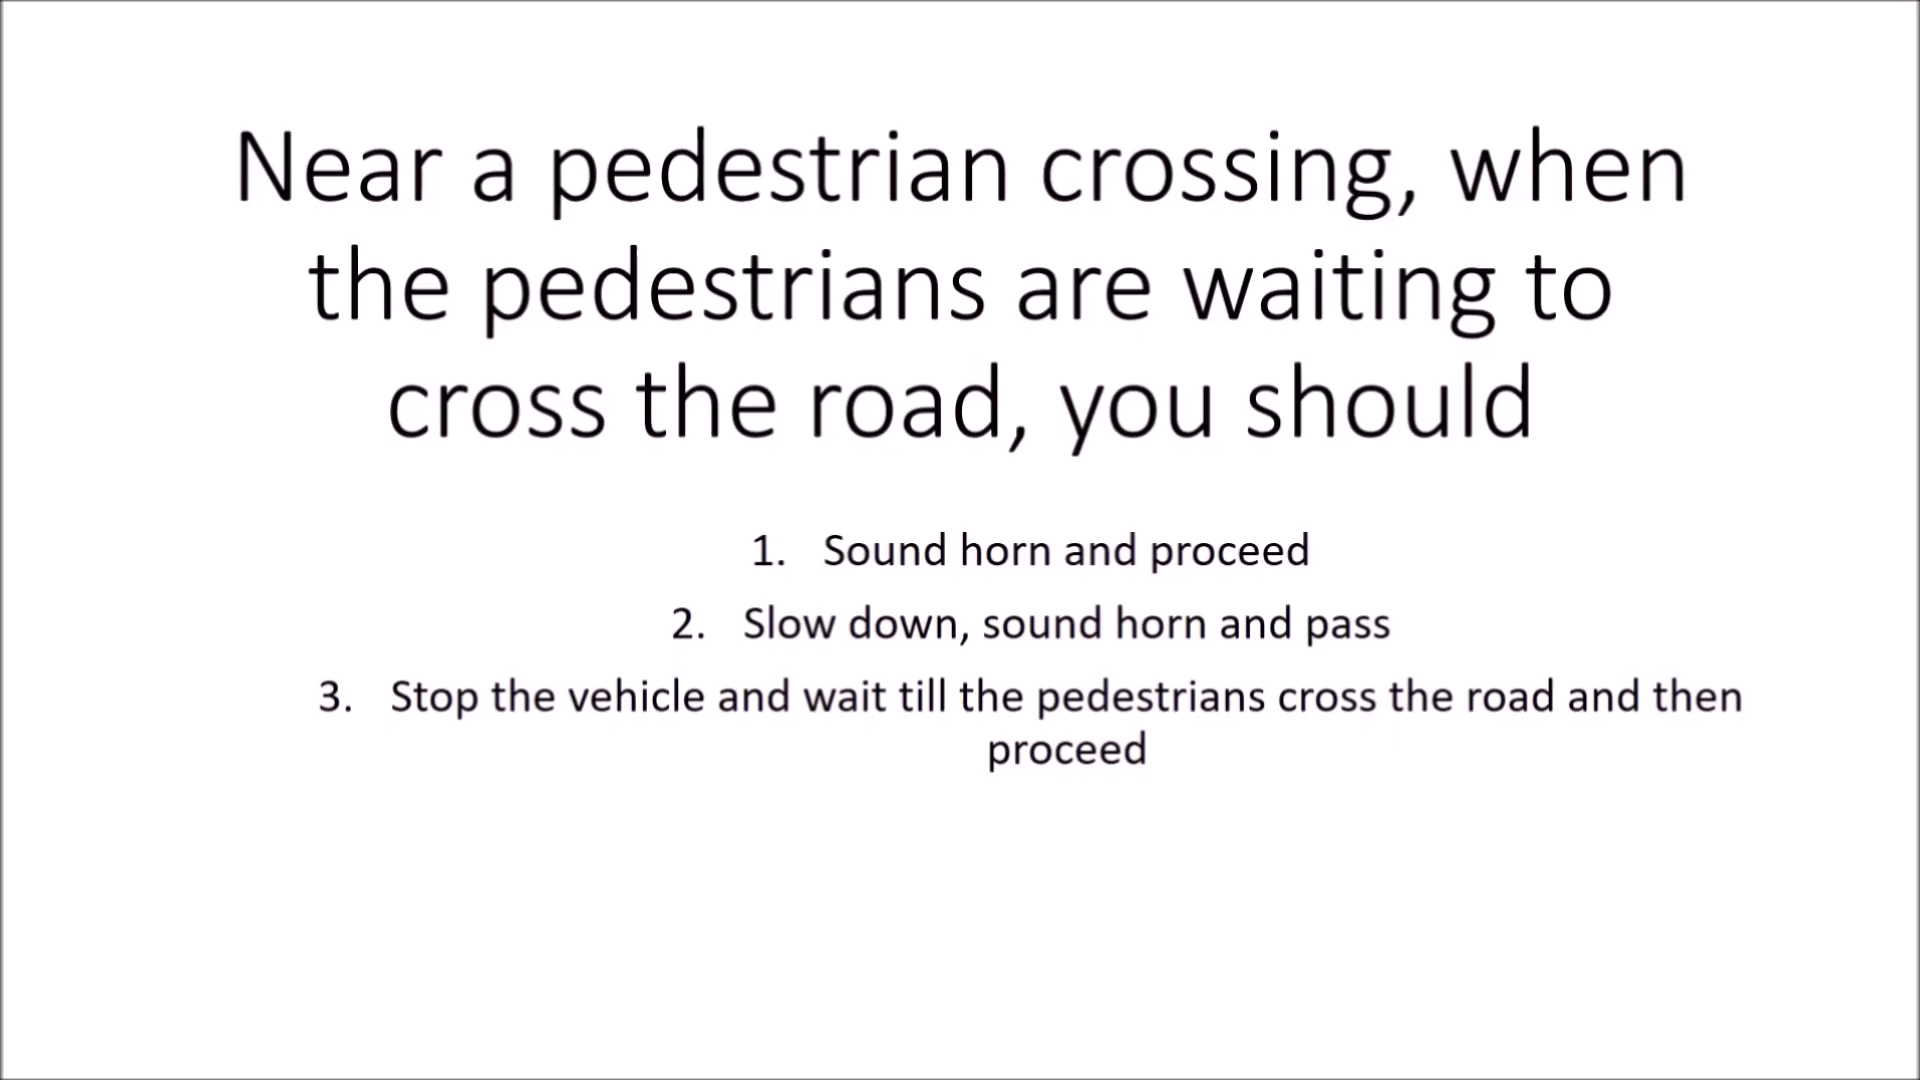 Near a pedestrian crossing, when
the pedestrians are waiting to
cross the road, you should
1. Sound horn and proceed
2. Slow down, sound horn and pass
3. Stop the vehicle and wait till the pedestrians cross the road and then
proceed